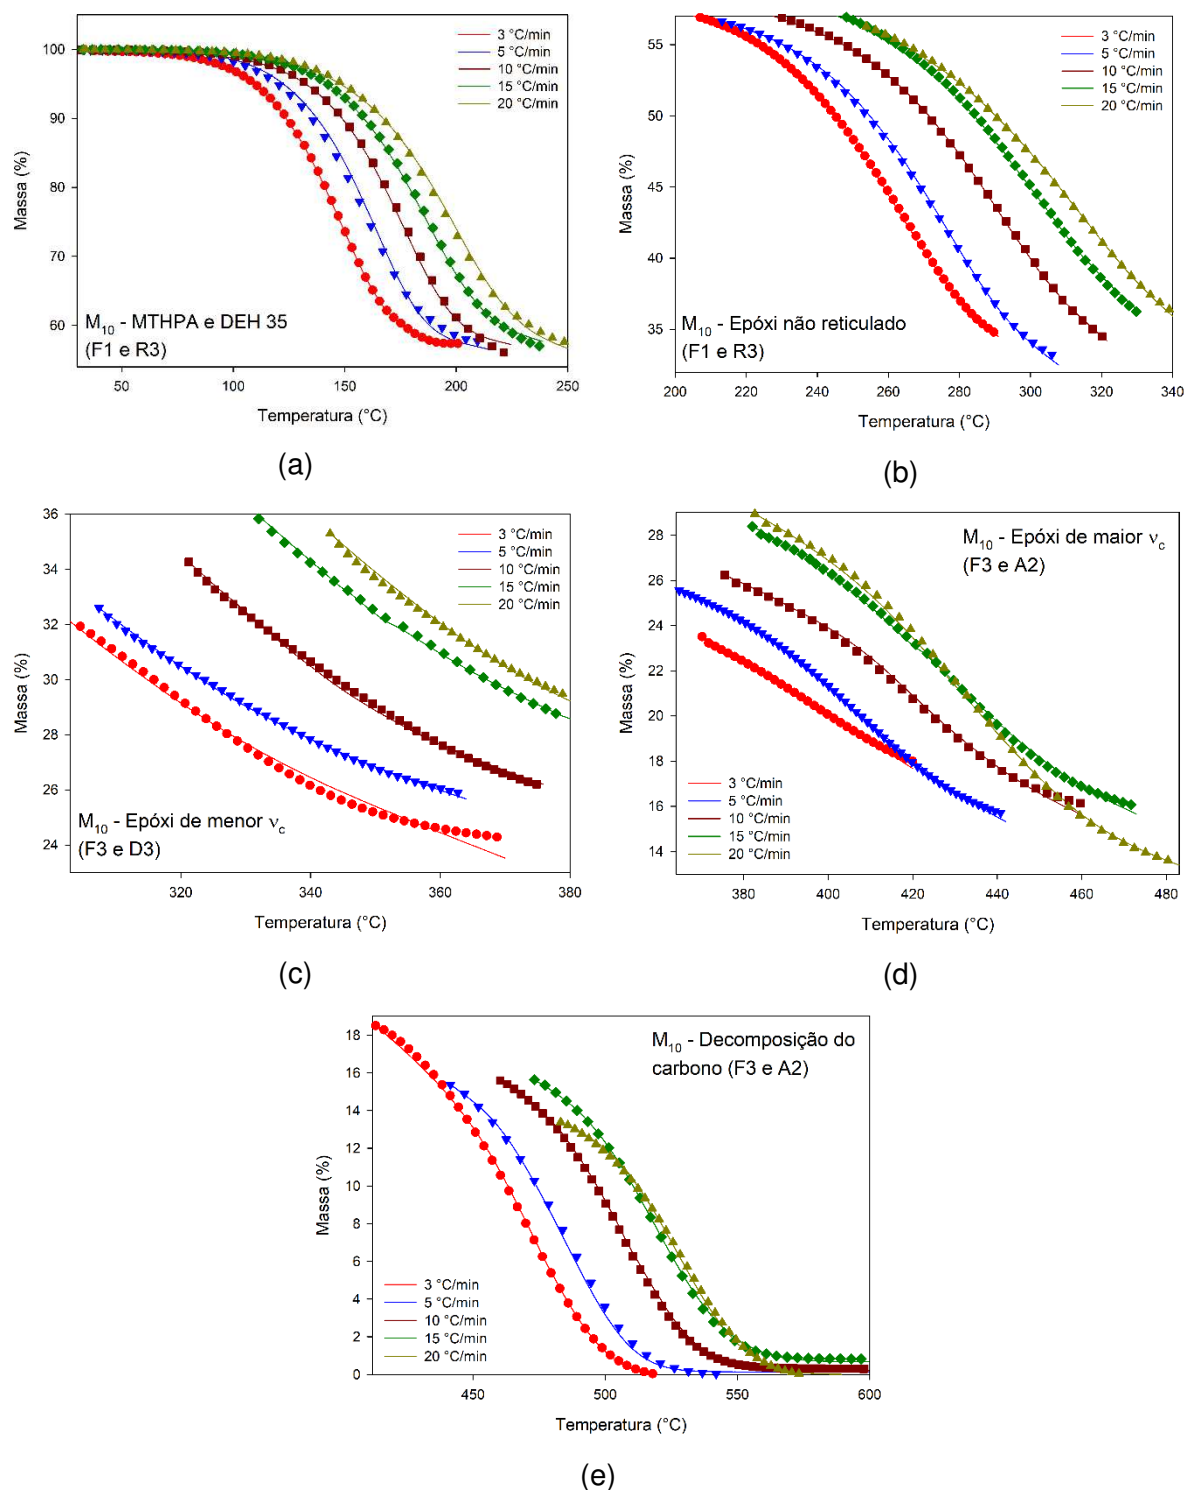 3 °C/min
5 °C/min
10 °C/min
15 °C/min
20 °C/min
100
90
80
70
60
Massa (%)
M10 - MTHPA e DEH 35
(F1 e R3)
50 100 150 200 250
Temperatura (°C)
(a)
3 °C/min
5 °C/min
10 °C/min
15 °C/min
20 °C/min
55
50
45
40
35
Massa (%)
M10 - Epóxi não reticulado
(F1 e R3)
200 220 240 260 280 300 320 340
Temperatura (°C)
(b)
36
34
32
30
28
26
24
Massa (%)
3 °C/min
5 °C/min
10 °C/min
15 °C/min
20 °C/min
M10 - Epóxi de menor νc
(F3 e D3)
320 340 360 380
Temperatura (°C)
(c)
28
26
24
22
20
18
16
14
Massa (%)
M10 - Epóxi de maior νc
(F3 e A2)
3 °C/min
5 °C/min
10 °C/min
15 °C/min
20 °C/min
380 400 420 440 460 480
Temperatura (°C)
(d)
18
16
14
12
10
8
6
4
2
0
Massa (%)
M10 - Decomposição do
carbono (F3 e A2)
3 °C/min
5 °C/min
10 °C/min
15 °C/min
20 °C/min
450 500 550 600
Temperatura (°C)
(e)